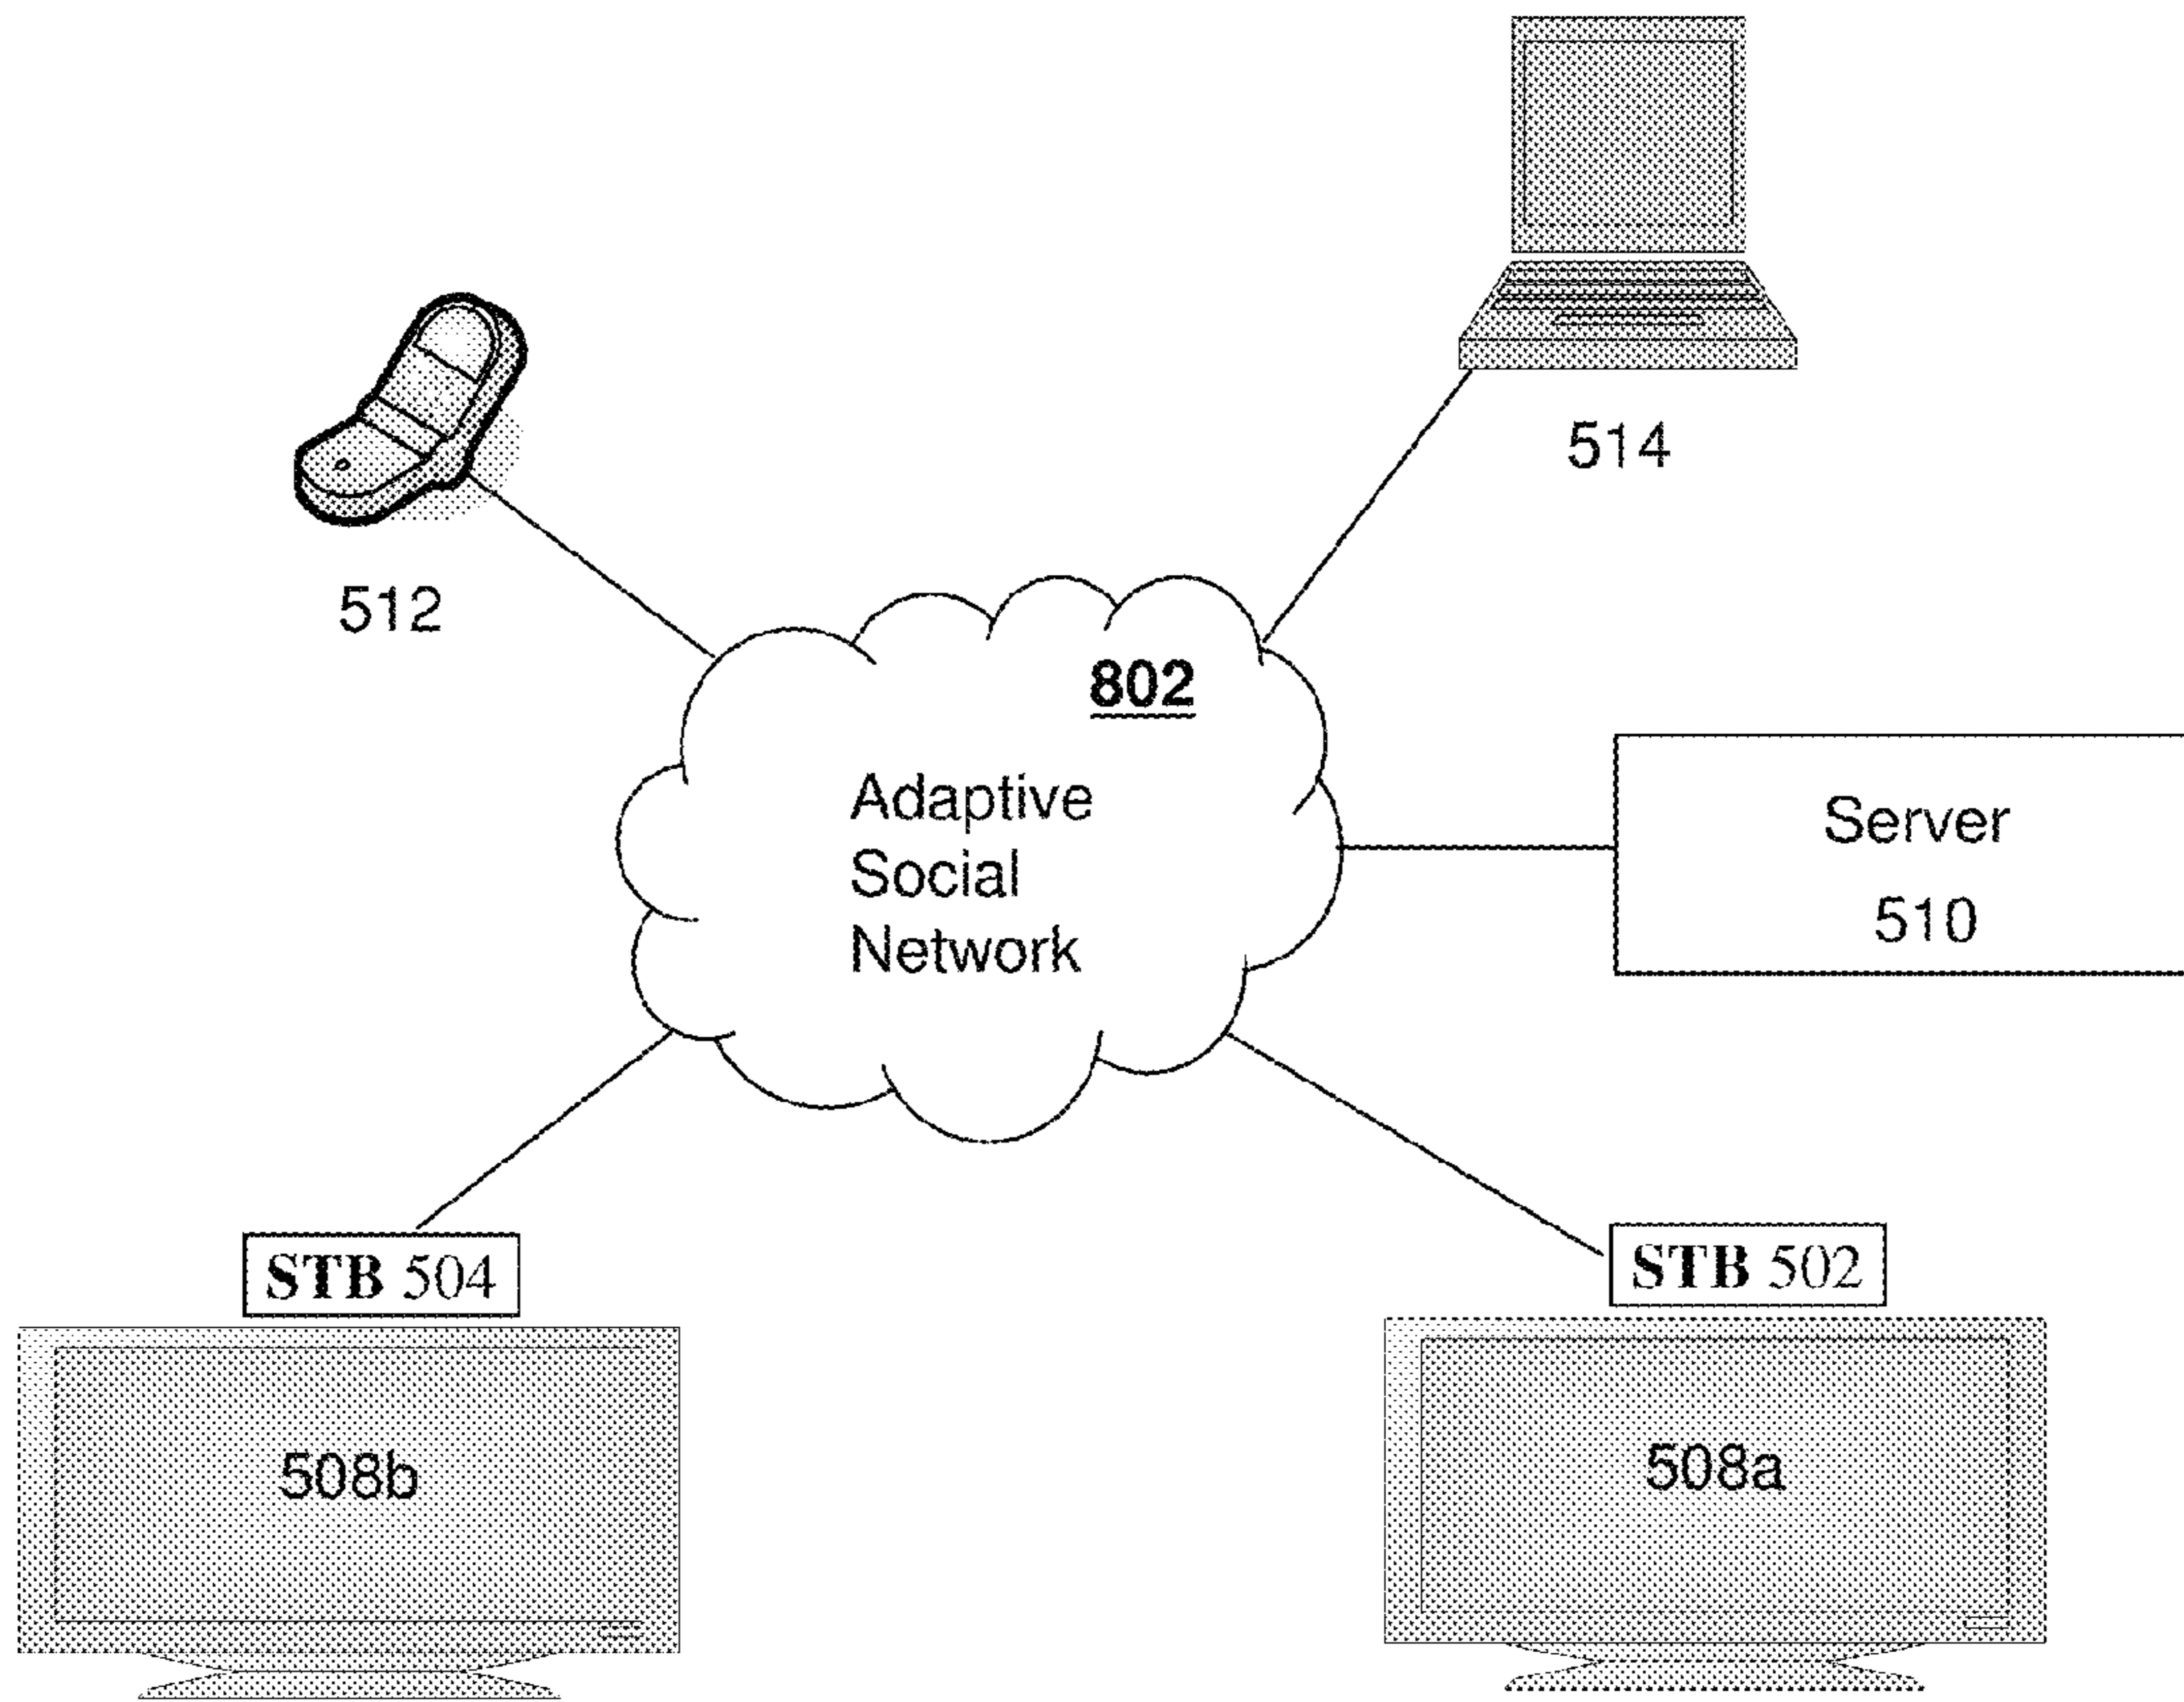 514
512
802
Adaptive
Social
Network
Server
510
STB 504
STB 502
508b
508a